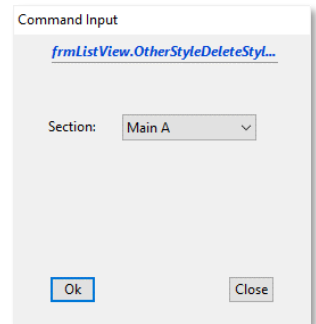 Command Input
frmListView.OtherStyleDeleteStyl...
Section: Main A
Ok Close